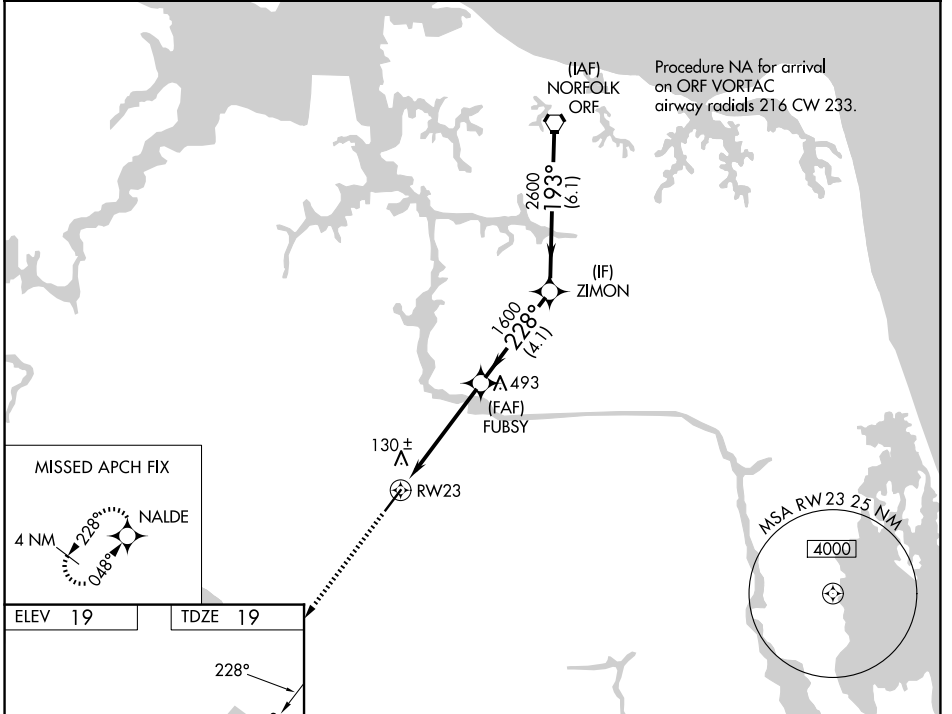 (IAF)
NORFOLK
ORF
Procedure NA for arrival
on ORF VORTAC
airway radials 216 CW 233.
2600
193°
(6.1)
(IF)
ZIMON
1600
228°
(4.1)
493
(FAF)
FUBSY
130±
RW23
MISSED APCH FIX
NALDE
4 NM
228°
048°
MSA RW23 25 NM
4000
ELEV 19
TDZE 19
228°